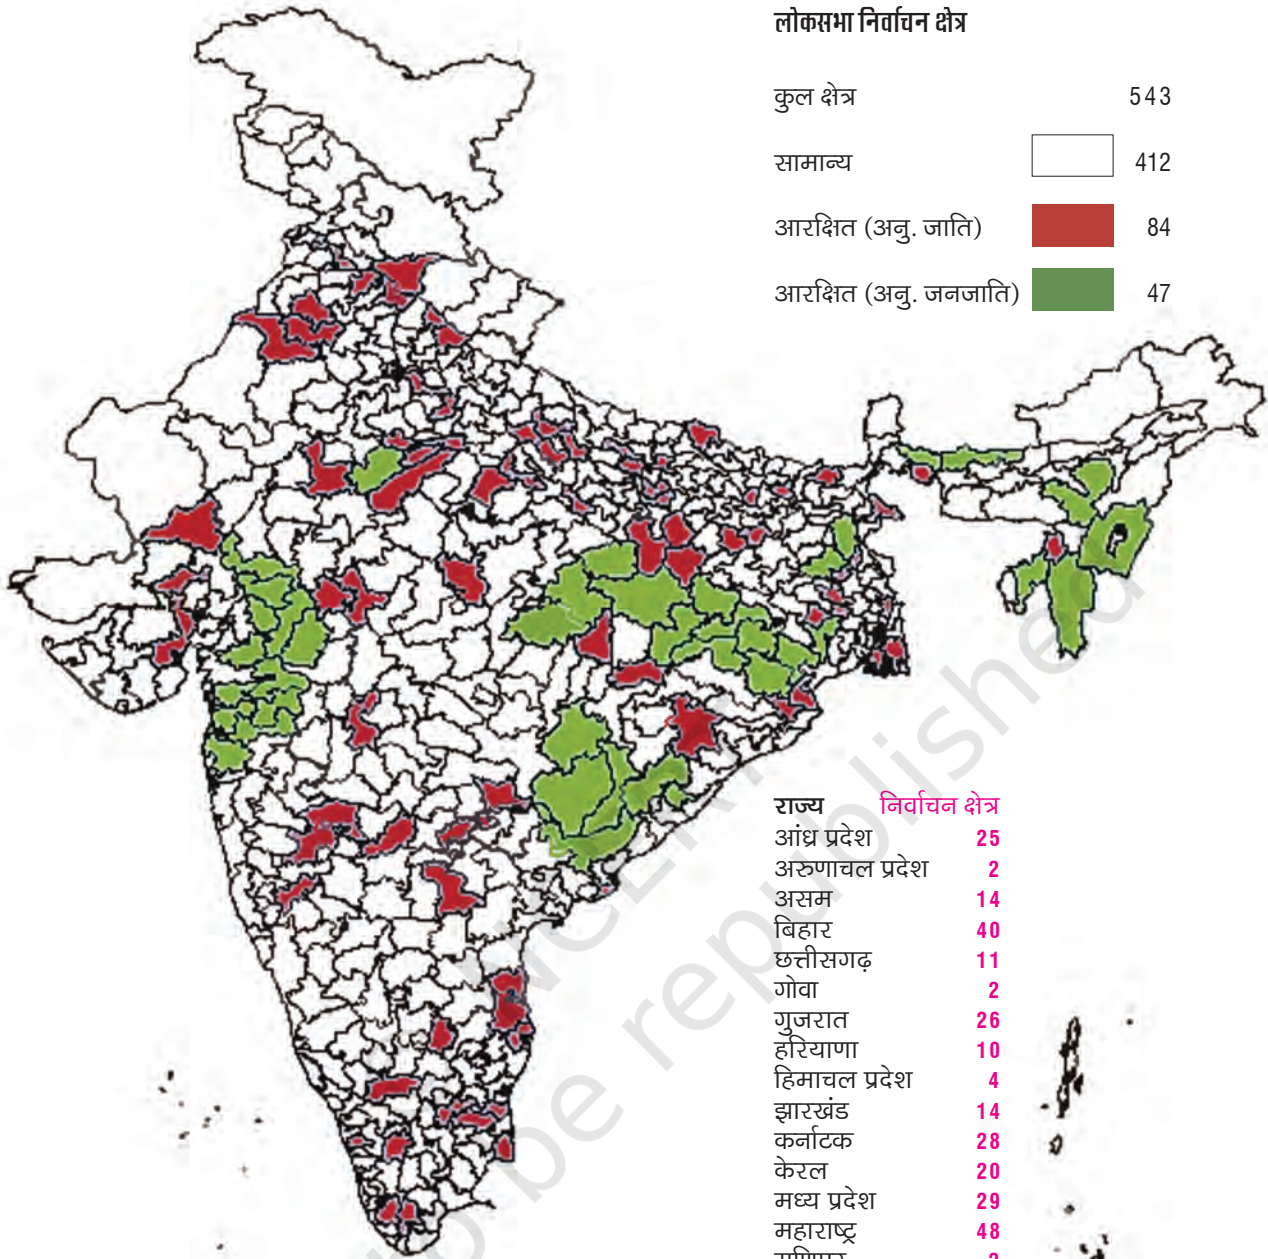 लोकसभा निर्वाचन क्षेत्र
कुल क्षेत्र 543
सामान्य 412
आरक्षित (अनु. जाति) 84
आरक्षित (अनु. जनजाति) 47
राज्य निर्वाचन क्षेत्र
आंध्र प्रदेश 25
अरुणाचल प्रदेश 2
असम 14
बिहार 40
छत्तीसगढ़ 11
गोवा 2
गुजरात 26
हरियाणा 10
हिमाचल प्रदेश 4
झारखंड 14
कर्नाटक 28
केरल 20
मध्य प्रदेश 29
महाराष्ट्र 48
be republished